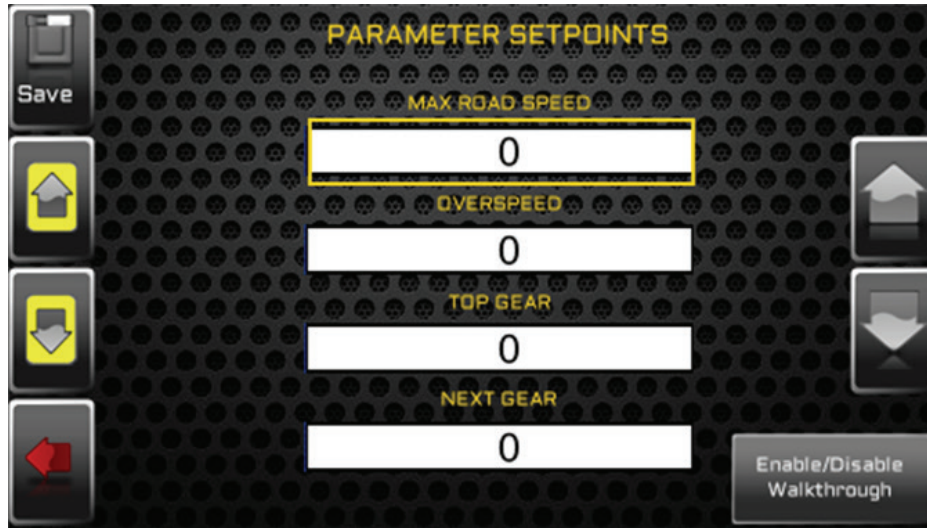 PARAMETER SETPOINTS
Save
MAX ROAD SPEED
0
OVERSPEED
0
TOP GEAR
0
NEXT GEAR
0
Enable/Disable
Walkthrough